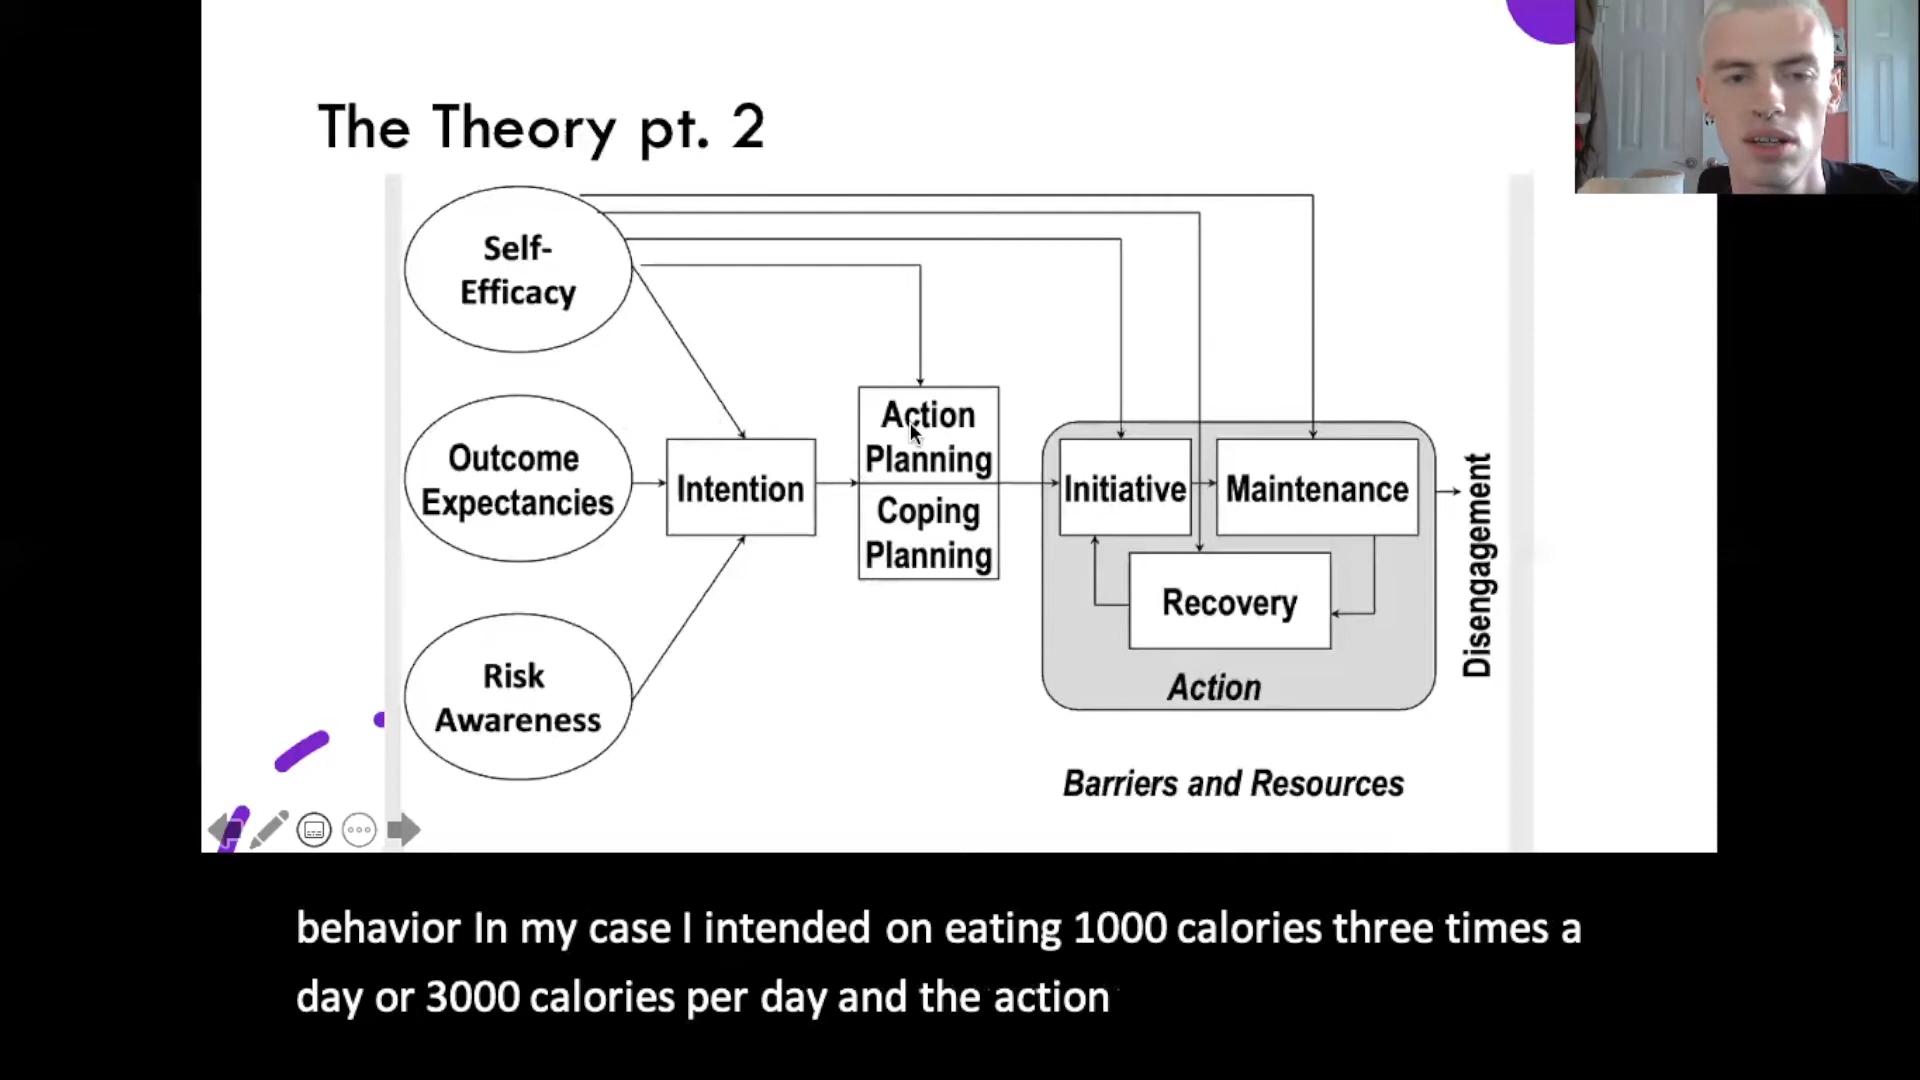 The Theory pt. 2
Self-
Efficacy
Outcome
Expectancies
Risk
Awareness
Intention
Action
Planning
Coping
Planning
Initiative
Maintenance
Recovery
Action
Disengagement
Barriers and Resources
behavior In my case I intended on eating 1000 calories three times a
day or 3000 calories per day and the action